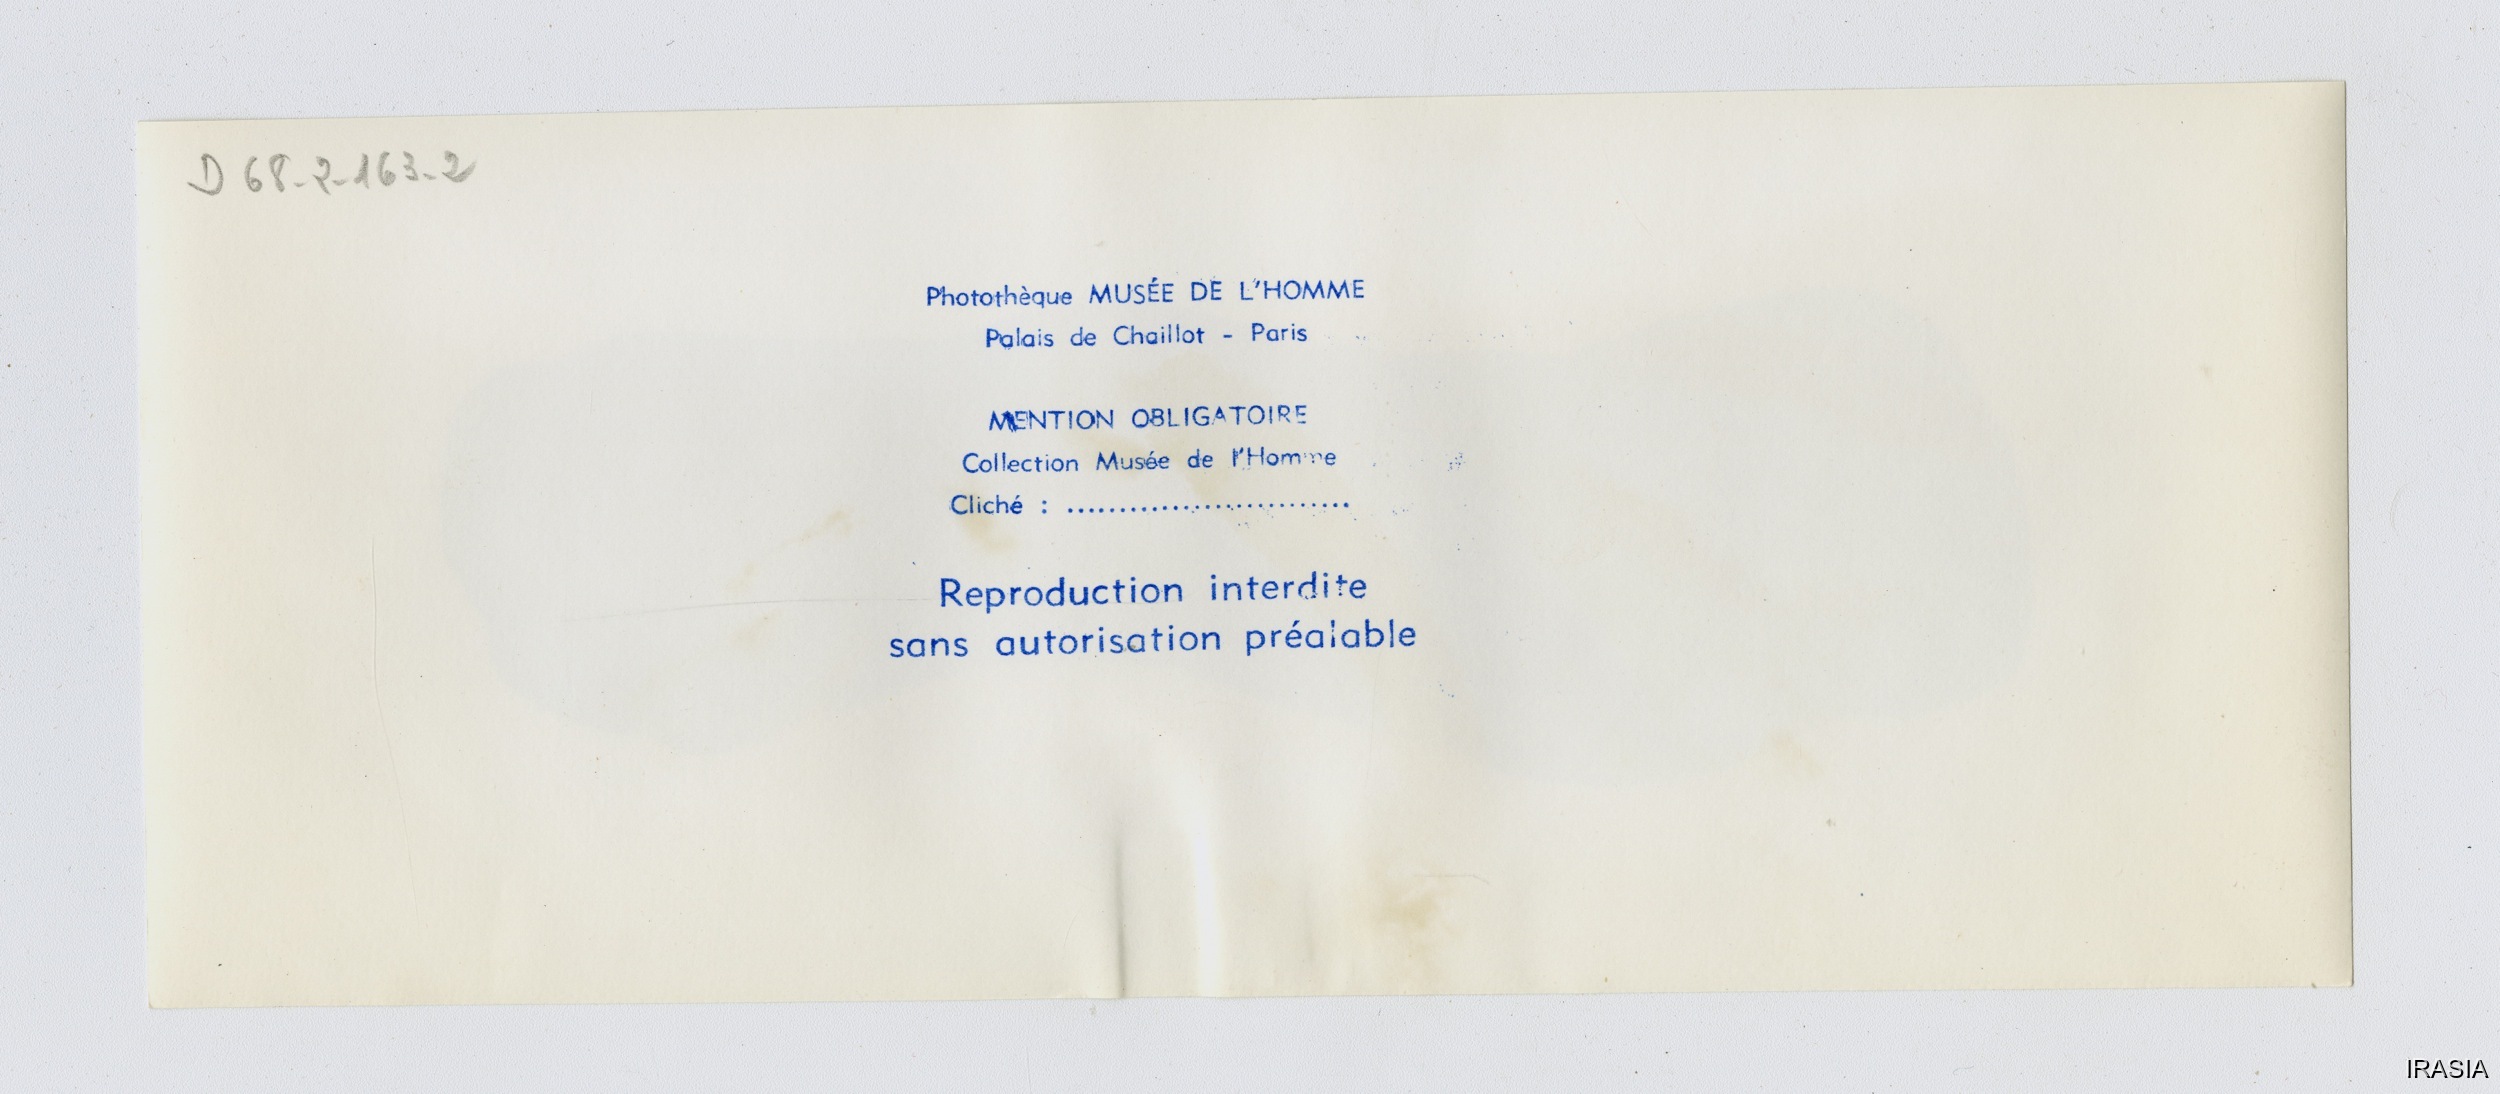 D 68-2-163-2
Photothèque MUSÉE DE L'HOMME
Palais de Chaillot - Paris
MENTION OBLIGATOIRE
Collection Musée de l'Homme
Cliché : ...........................
Reproduction interdite
sans autorisation préalable
IRASIA